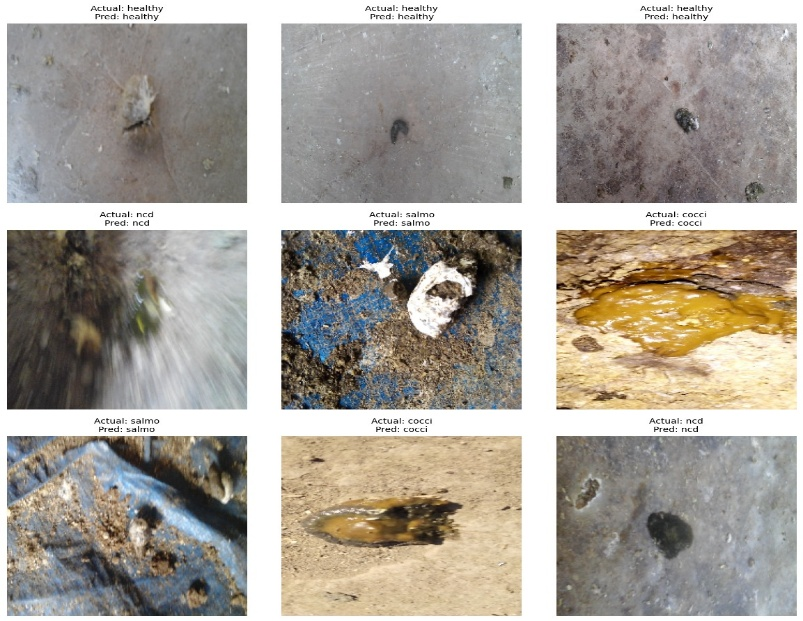 Actual: healthy
Pred: healthy
Actual: healthy
Pred: healthy
Actual: healthy
Pred: healthy
Actual: ncd
Pred: ncd
Actual: salmo
Pred: salmo
Actual: cocci
Pred: cocci
Actual: salmo
Pred: salmo
Actual: cocci
Pred: cocci
Actual: ncd
Pred: ncd